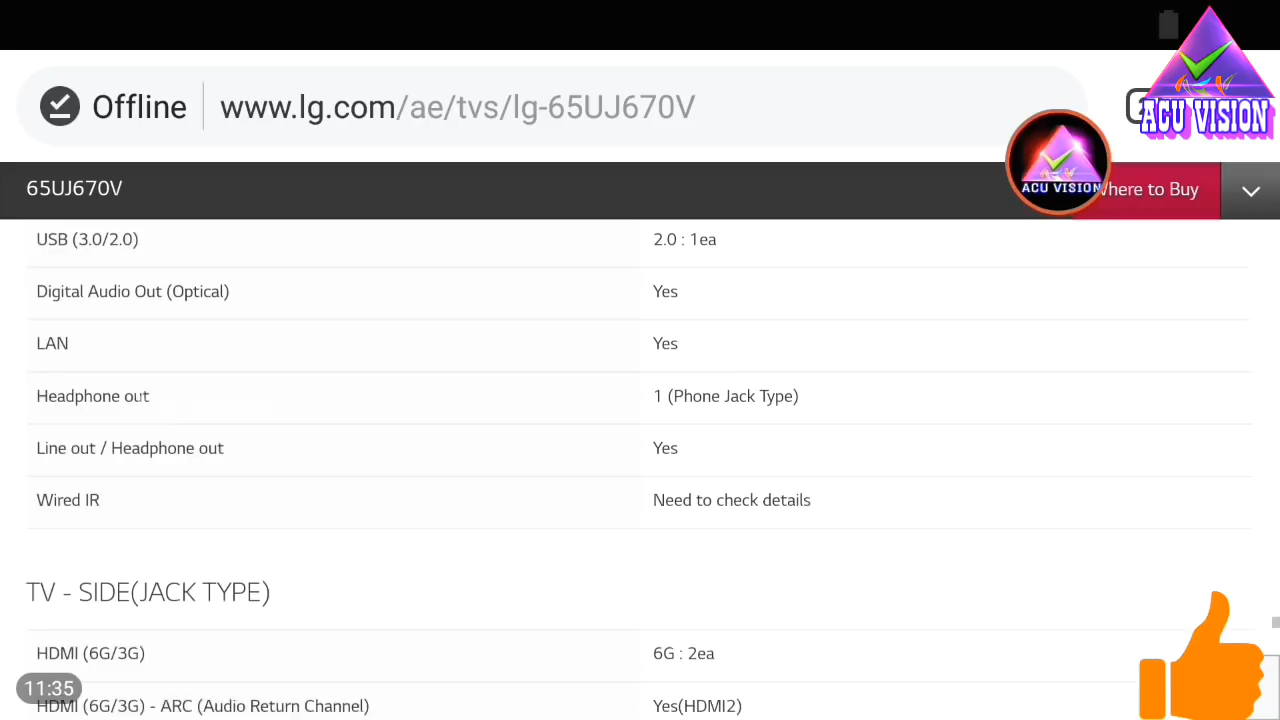 Offline www.lg.com/ae/tvs/lg-65UJ670V
ACU VISION
65UJ670V
ACU VISION
here to Buy
USB (3.0/2.0) 2.0 : 1ea
Digital Audio Out (Optical) Yes
LAN Yes
Headphone out 1 (Phone Jack Type)
Line out / Headphone out Yes
Wired IR Need to check details
TV - SIDE(JACK TYPE)
HDMI (6G/3G) 6G : 2ea
11:35
HDMI (6G/3G) - ARC (Audio Return Channel) Yes(HDMI2)